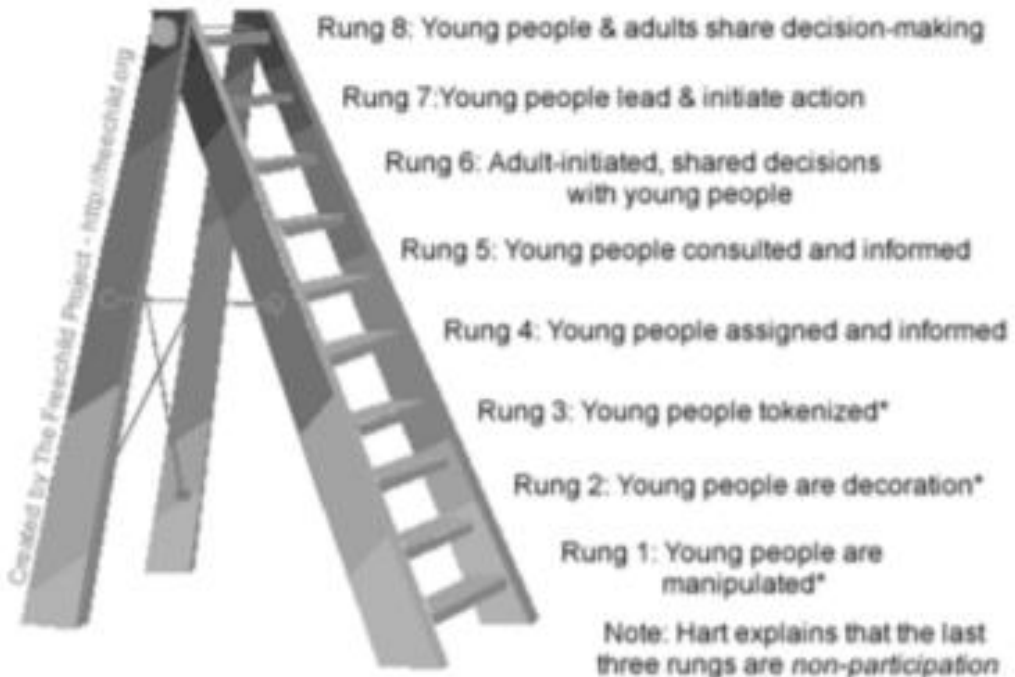 Rung 8: Young people & adults share decision-making
Rung 7:Young people lead & initiate action
Rung 6: Adult-initiated, shared decisions
with young people
Rung 5: Young people consulted and informed
Rung 4: Young people assigned and informed
Rung 3: Young people tokenized*
Rung 2: Young people are decoration*
Rung 1: Young people are
manipulated*
Note: Hart explains that the last
three rungs are non-participation
Created by The Freechild Project - http://freechild.org